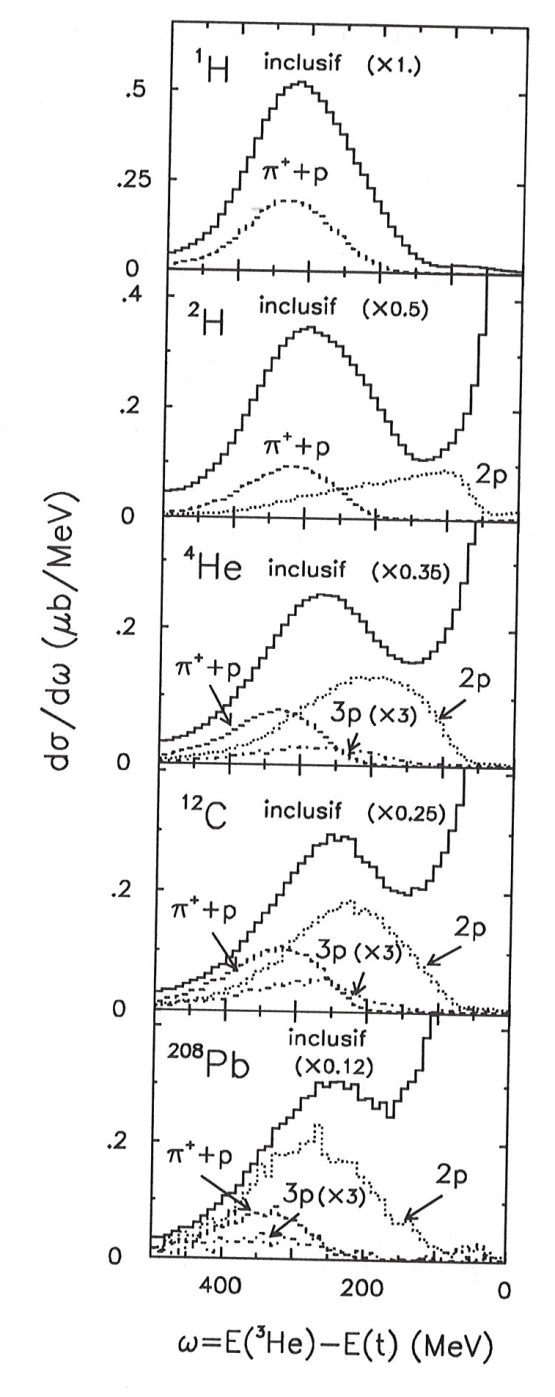 ¹H inclusif (×1.)
.5
π⁺+p
.25
0
.4
²H inclusif (×0.5)
.2
π⁺+p
2p
0
⁴He inclusif (×0.35)
.2
π⁺+p
2p
3p (×3)
0
¹²C inclusif (×0.25)
.2
π⁺+p
2p
3p (×3)
0
inclusif
²⁰⁸Pb (×0.12)
.2
π⁺+p
2p
3p (×3)
0
400 200 0
ω=E(³He)−E(t) (MeV)
dσ/dω (μb/MeV)